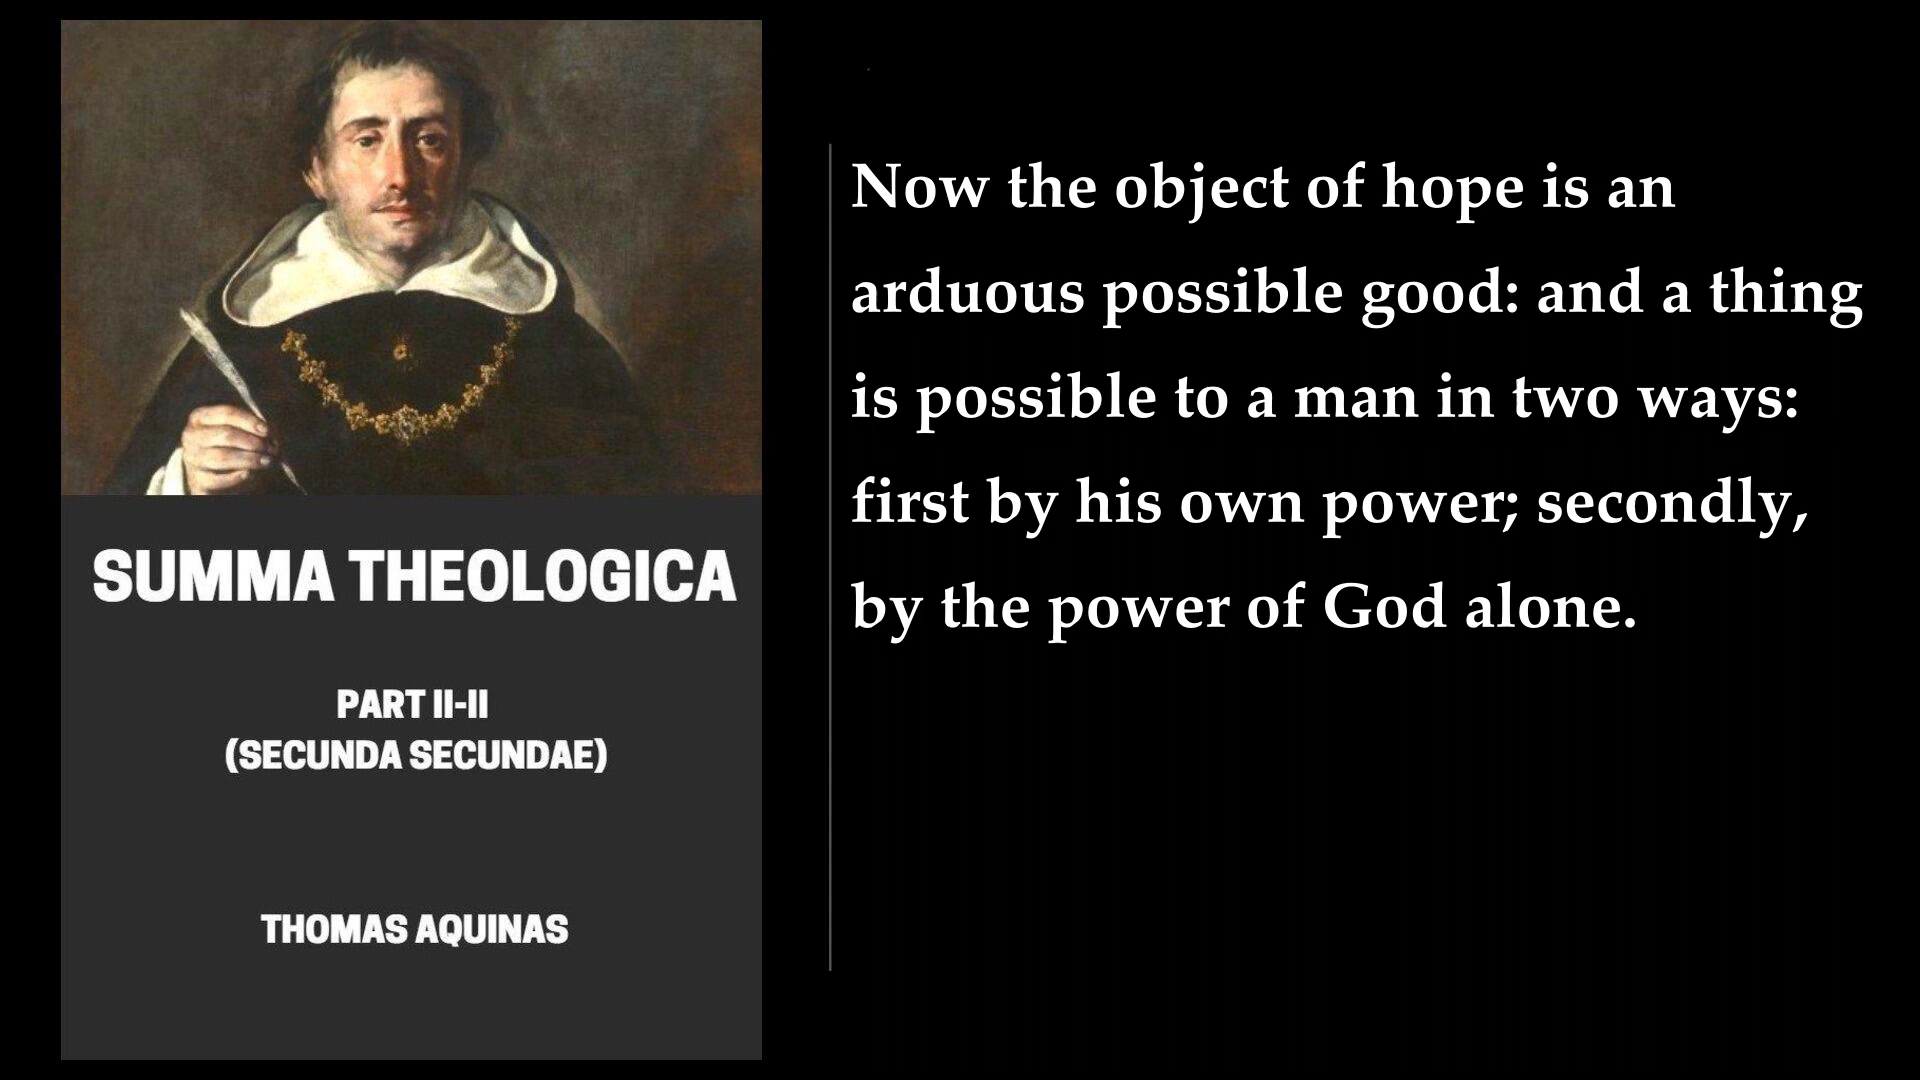 SUMMA THEOLOGICA
PART II-II
(SECUNDA SECUNDAE)
THOMAS AQUINAS
Now the object of hope is an
arduous possible good: and a thing
is possible to a man in two ways:
first by his own power; secondly,
by the power of God alone.